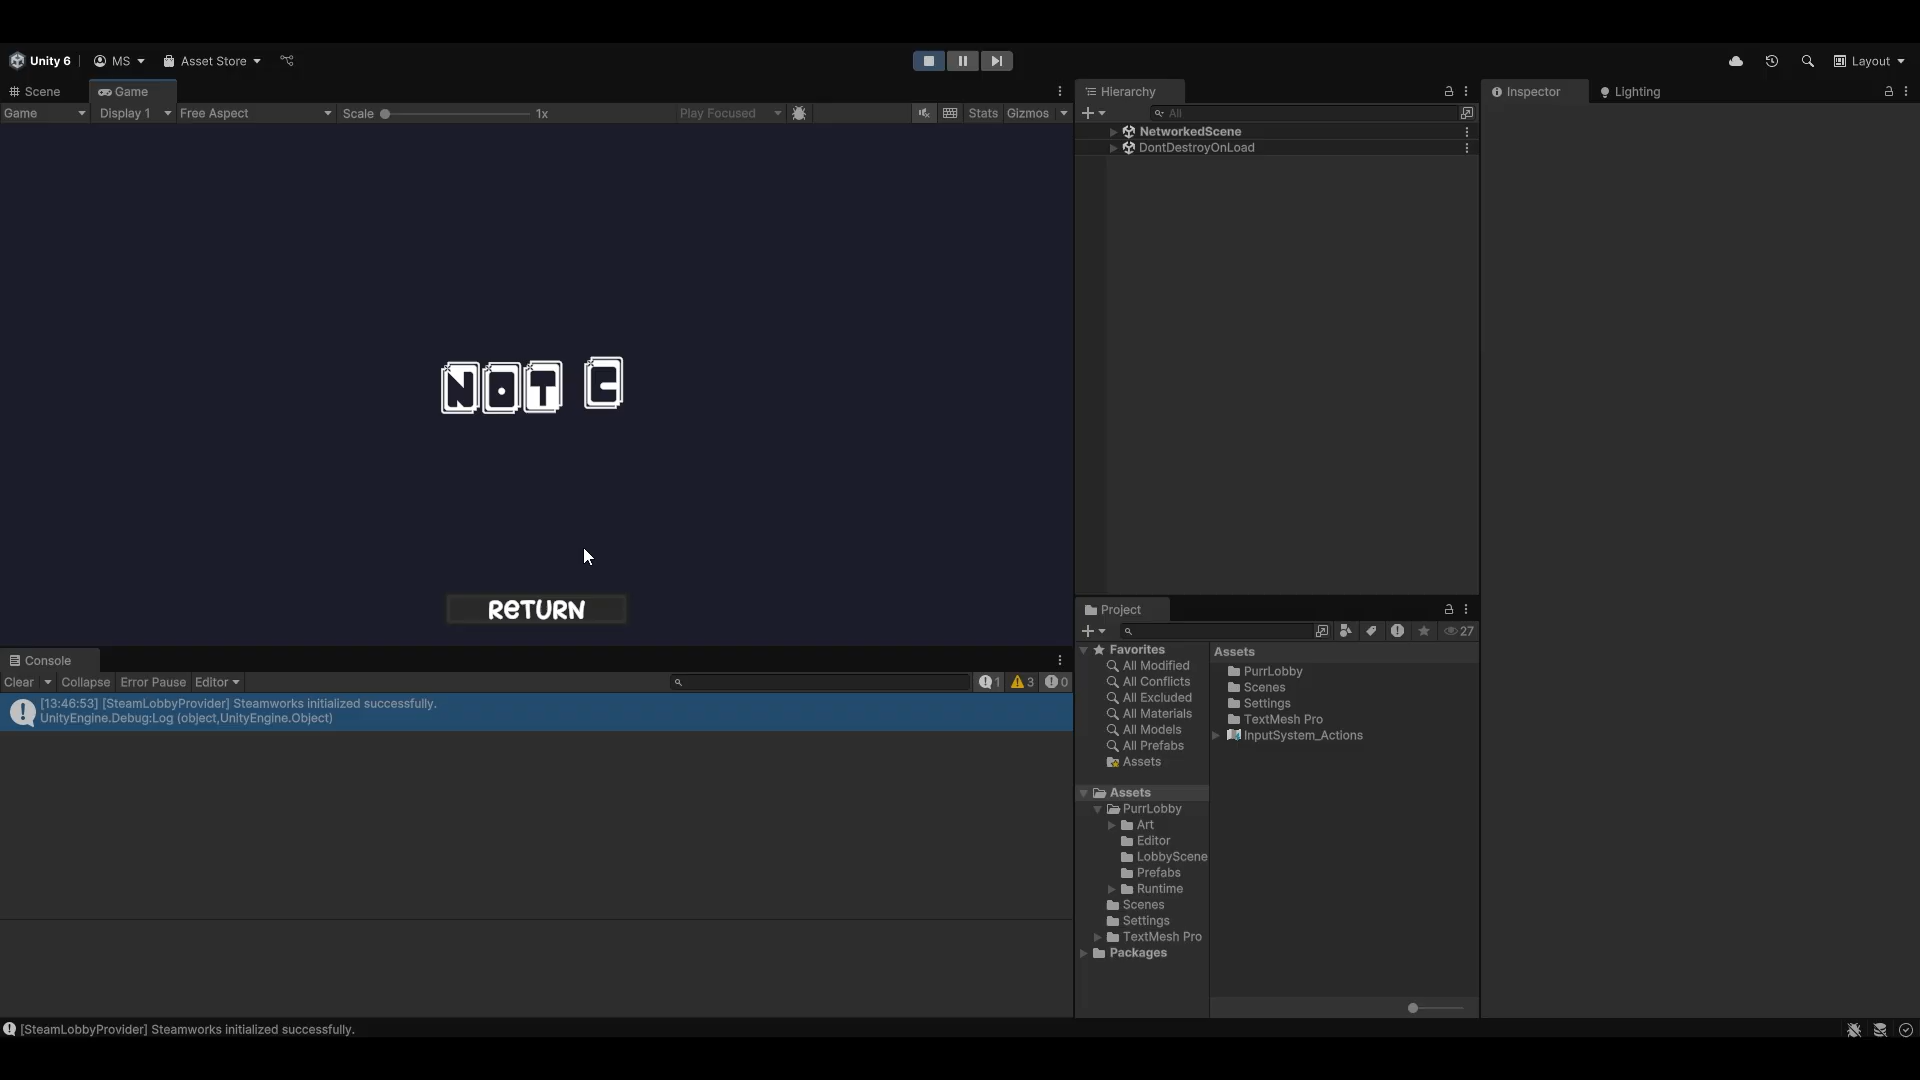 Unity 6 MS Asset Store Layout
Scene Game Hierarchy Inspector Lighting
Game Display 1 Free Aspect Scale 1x Play Focused Stats Gizmos All
NetworkedScene
DontDestroyOnLoad
NOT C
RETURN
Project
27
Favorites
All Modified
All Conflicts
All Excluded
All Materials
All Models
All Prefabs
Assets
Assets
PurrLobby
Art
Editor
LobbyScene
Prefabs
Runtime
Scenes
Settings
TextMesh Pro
Packages
Assets
PurrLobby
Scenes
Settings
TextMesh Pro
InputSystem_Actions
Console
Clear Collapse Error Pause Editor 1 3 0
[13:46:53] [SteamLobbyProvider] Steamworks initialized successfully.
UnityEngine.Debug:Log (object,UnityEngine.Object)
[SteamLobbyProvider] Steamworks initialized successfully.